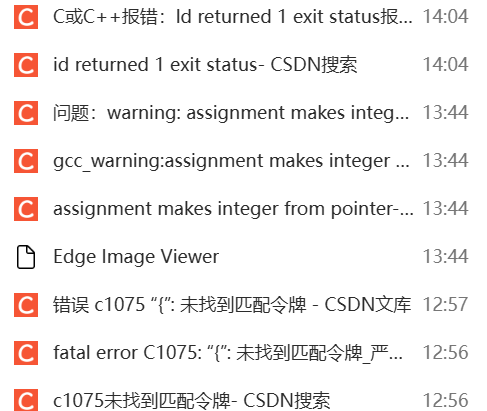 C或C++报错：ld returned 1 exit status报... 14:04
id returned 1 exit status- CSDN搜索 14:04
问题：warning: assignment makes integ... 13:44
gcc_warning:assignment makes integer ... 13:44
assignment makes integer from pointer-... 13:44
Edge Image Viewer 13:44
错误 c1075 “{”: 未找到匹配令牌 - CSDN文库 12:57
fatal error C1075: “{”: 未找到匹配令牌_严... 12:56
c1075未找到匹配令牌- CSDN搜索 12:56